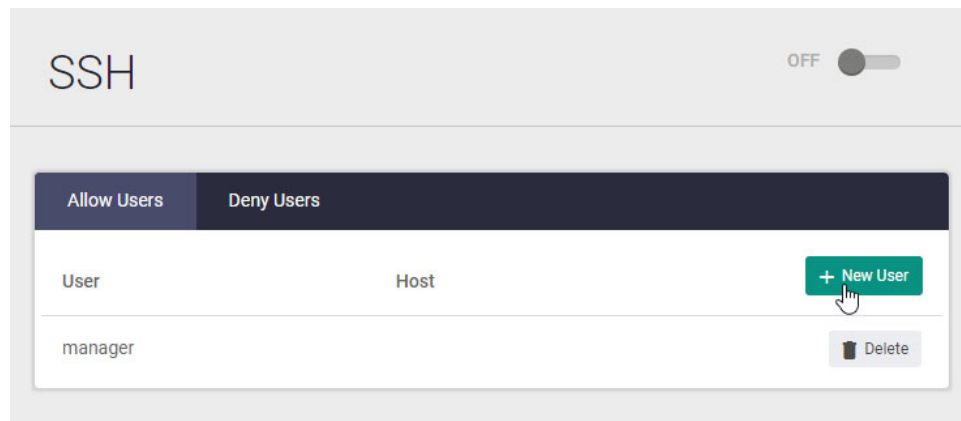 SSH
OFF
Allow Users Deny Users
User Host + New User
manager Delete